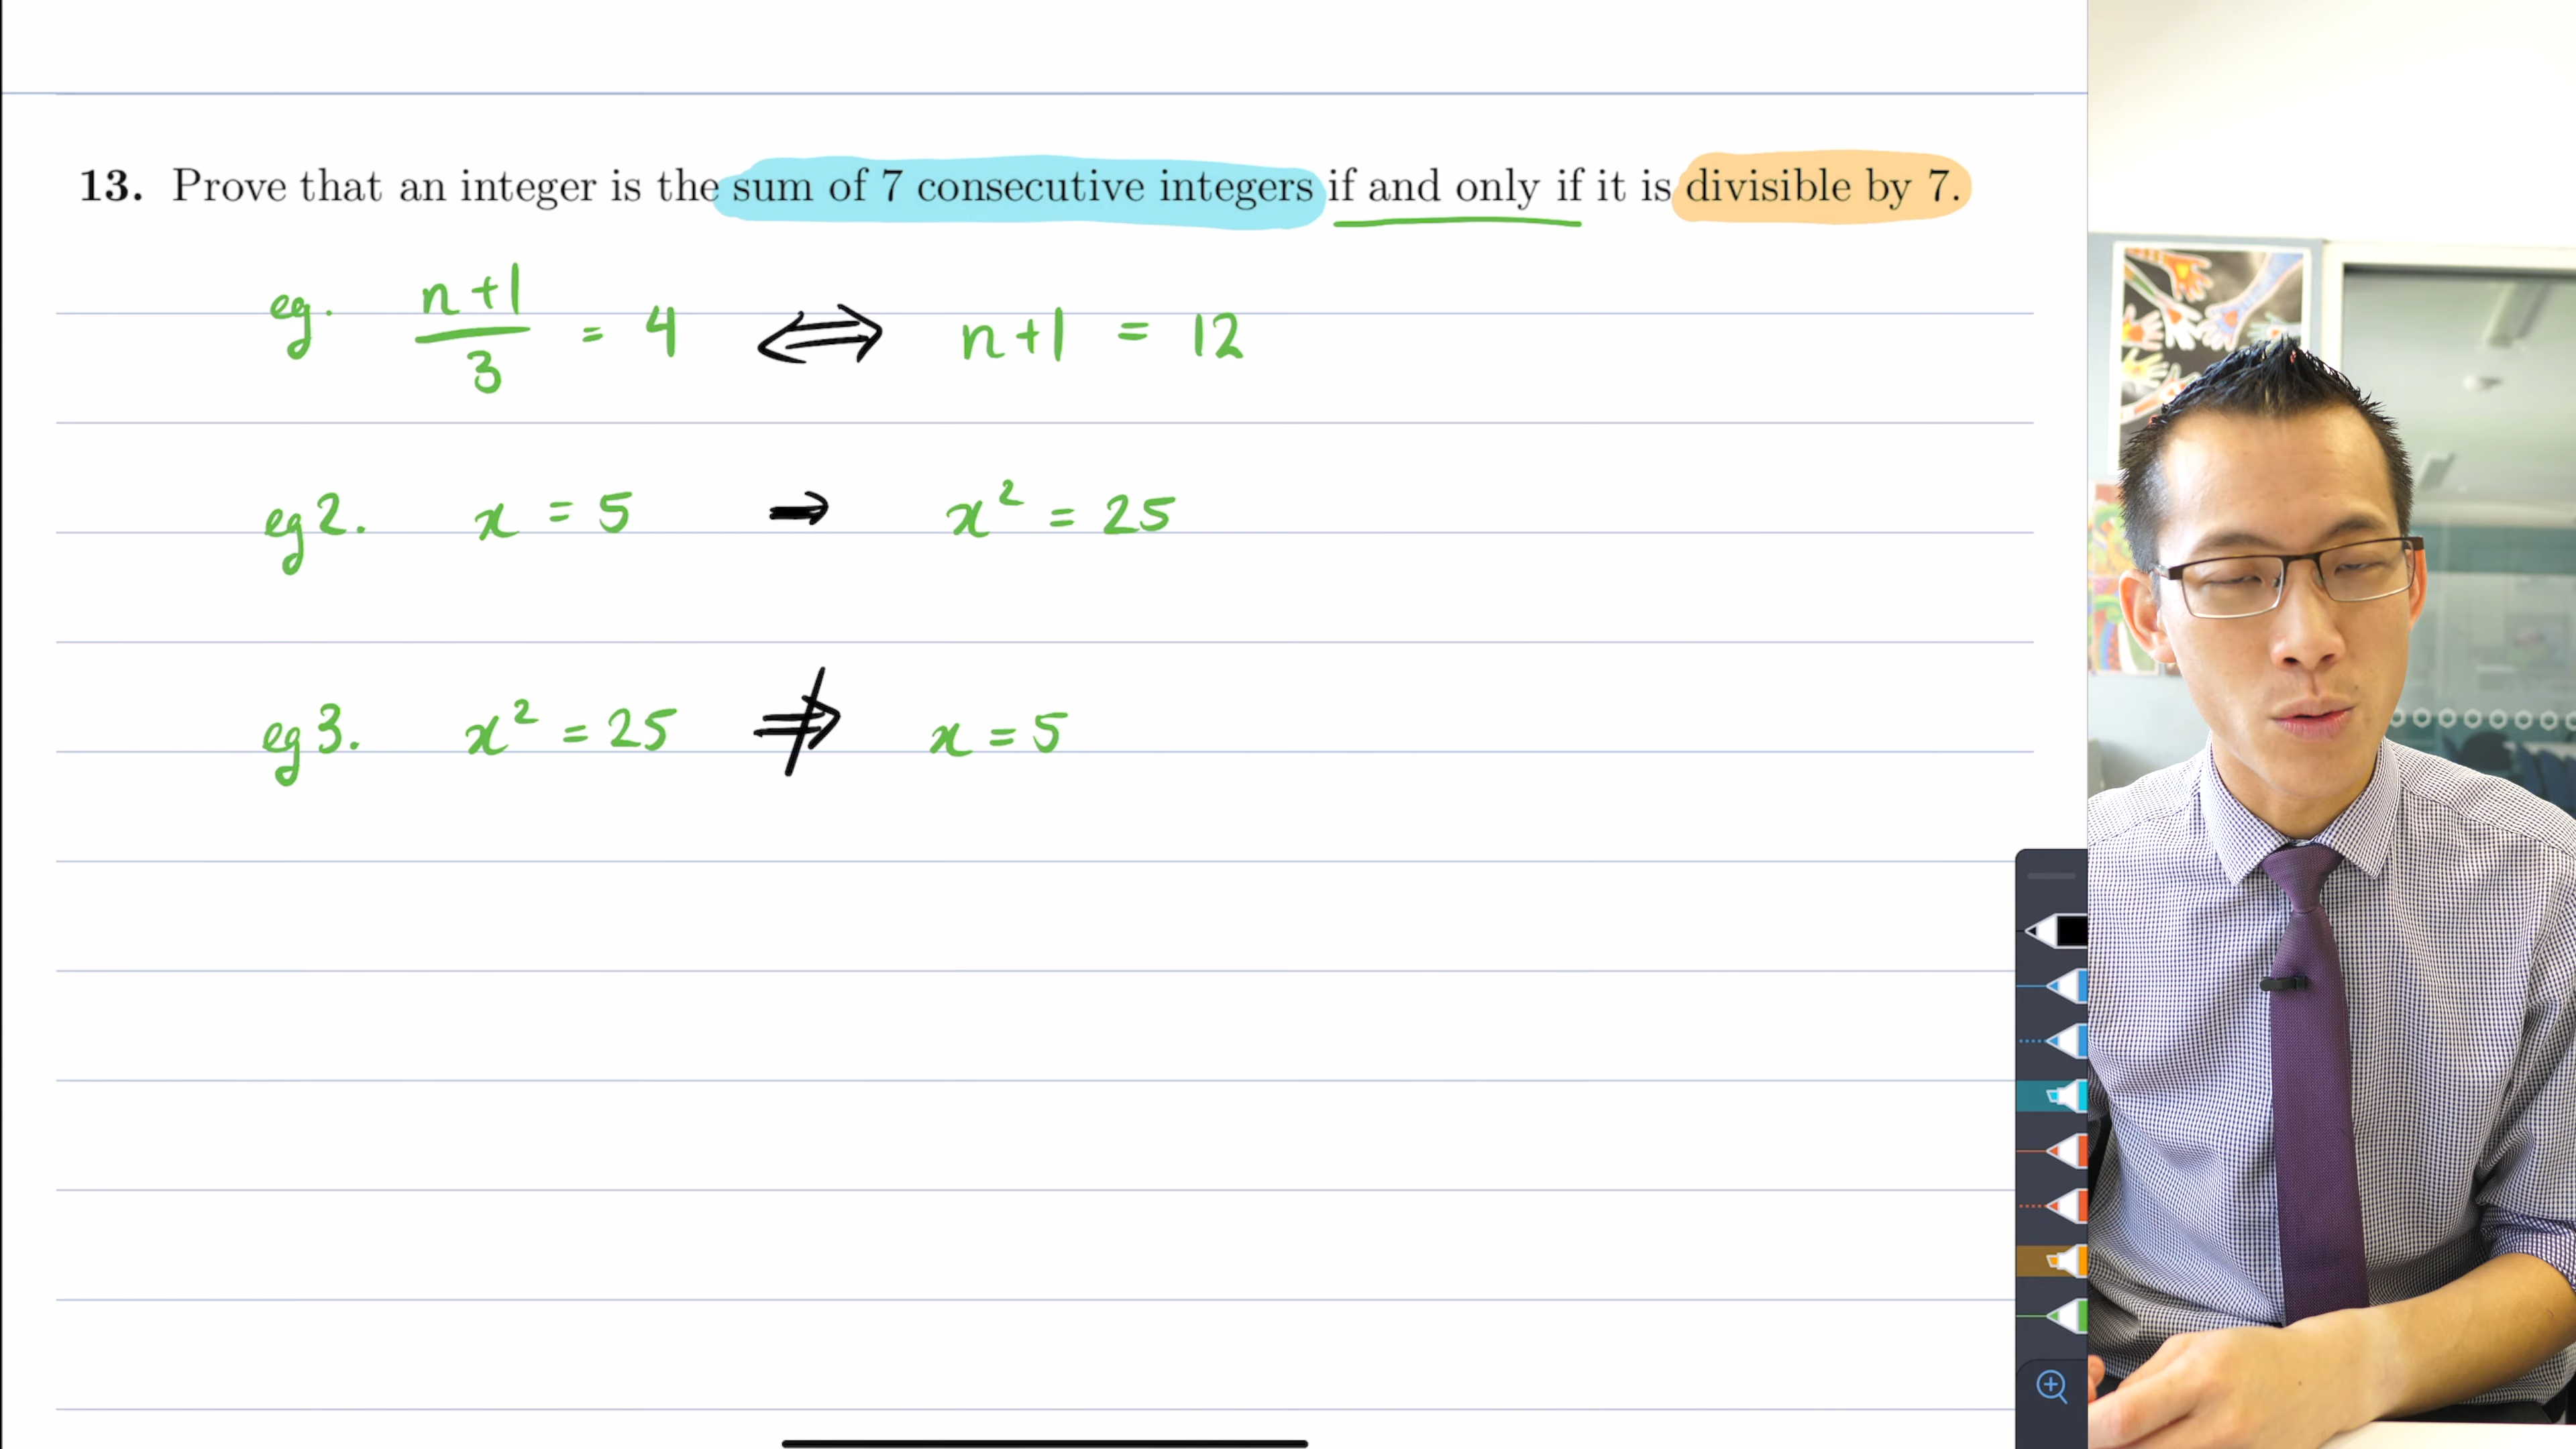 13. Prove that an integer is the sum of 7 consecutive integers if and only if it is divisible by 7.
eg. n+1/3 = 4 ⟺ n+1 = 12
eg 2. x = 5 ⇒ x² = 25
eg 3. x² = 25 ⇏ x = 5